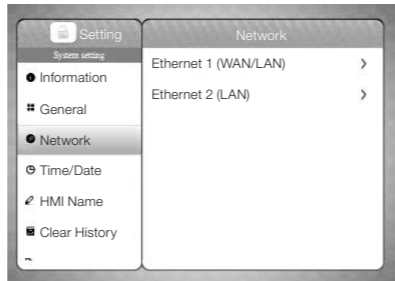 Setting
System setting
Information
General
Network
Time/Date
HMI Name
Clear History
Network
Ethernet 1 (WAN/LAN)
Ethernet 2 (LAN)